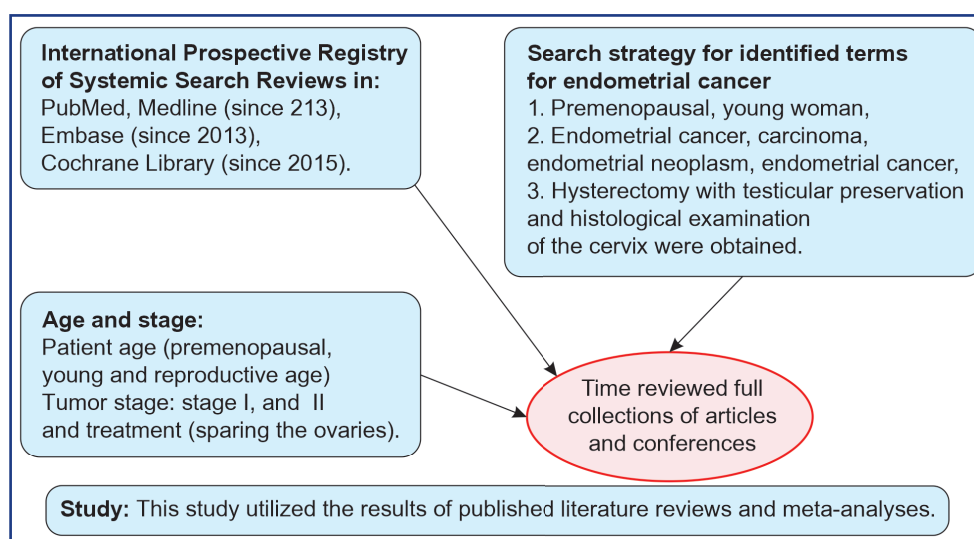 International Prospective Registry
of Systemic Search Reviews in:
PubMed, Medline (since 213),
Embase (since 2013),
Cochrane Library (since 2015).
Search strategy for identified terms
for endometrial cancer
1. Premenopausal, young woman,
2. Endometrial cancer, carcinoma,
endometrial neoplasm, endometrial cancer,
3. Hysterectomy with testicular preservation
and histological examination
of the cervix were obtained.
Age and stage:
Patient age (premenopausal,
young and reproductive age)
Tumor stage: stage I, and II
and treatment (sparing the ovaries).
Time reviewed full
collections of articles
and conferences
Study: This study utilized the results of published literature reviews and meta-analyses.